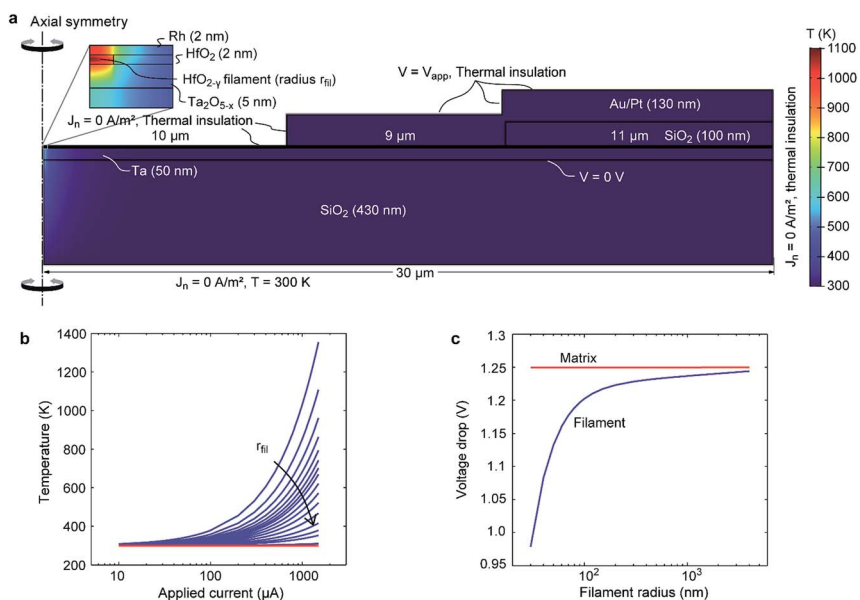 a
Axial symmetry
Rh (2 nm)
HfO₂ (2 nm)
HfO₂₋ᵧ filament (radius r_fil)
Ta₂O₅₋ₓ (5 nm)
Jₙ = 0 A/m², Thermal insulation
10 µm
V = V_app, Thermal insulation
Au/Pt (130 nm)
9 µm
11 µm
SiO₂ (100 nm)
Ta (50 nm)
V = 0 V
SiO₂ (430 nm)
30 µm
Jₙ = 0 A/m², T = 300 K
Jₙ = 0 A/m², thermal insulation
T (K)
1100
1000
900
800
700
600
500
400
300
b
1400
1200
1000
800
600
400
200
Temperature (K)
r_fil
10
100
1000
Applied current (µA)
c
1.3
1.25
1.2
1.15
1.1
1.05
1.0
0.95
Voltage drop (V)
Matrix
Filament
10²
10³
Filament radius (nm)